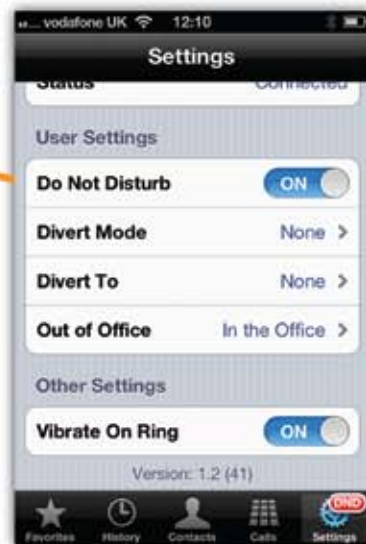 vodafone UK 12:10
Settings
Status Connected
User Settings
Do Not Disturb ON
Divert Mode None >
Divert To None >
Out of Office In the Office >
Other Settings
Vibrate On Ring ON
Version: 1.2 (41)
DND
Favorites History Contacts Calls Settings